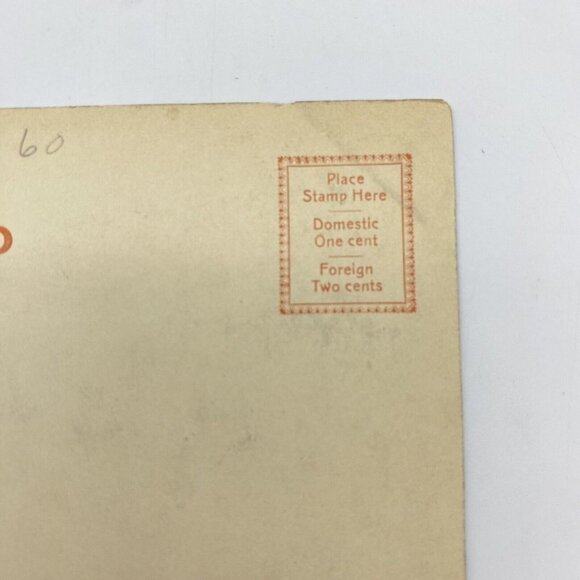 60
Place
Stamp Here
Domestic
One cent
Foreign
Two cents
D